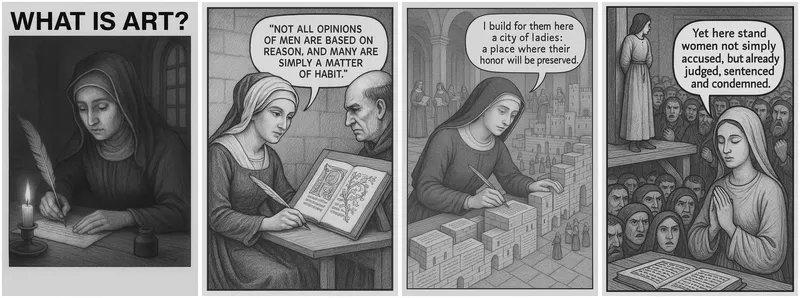 WHAT IS ART?
“NOT ALL OPINIONS
OF MEN ARE BASED ON
REASON, AND MANY ARE
SIMPLY A MATTER
OF HABIT.”
I build for them here
a city of ladies:
a place where their
honor will be preserved.
Yet here stand
women not simply
accused, but already
judged, sentenced
and condemned.